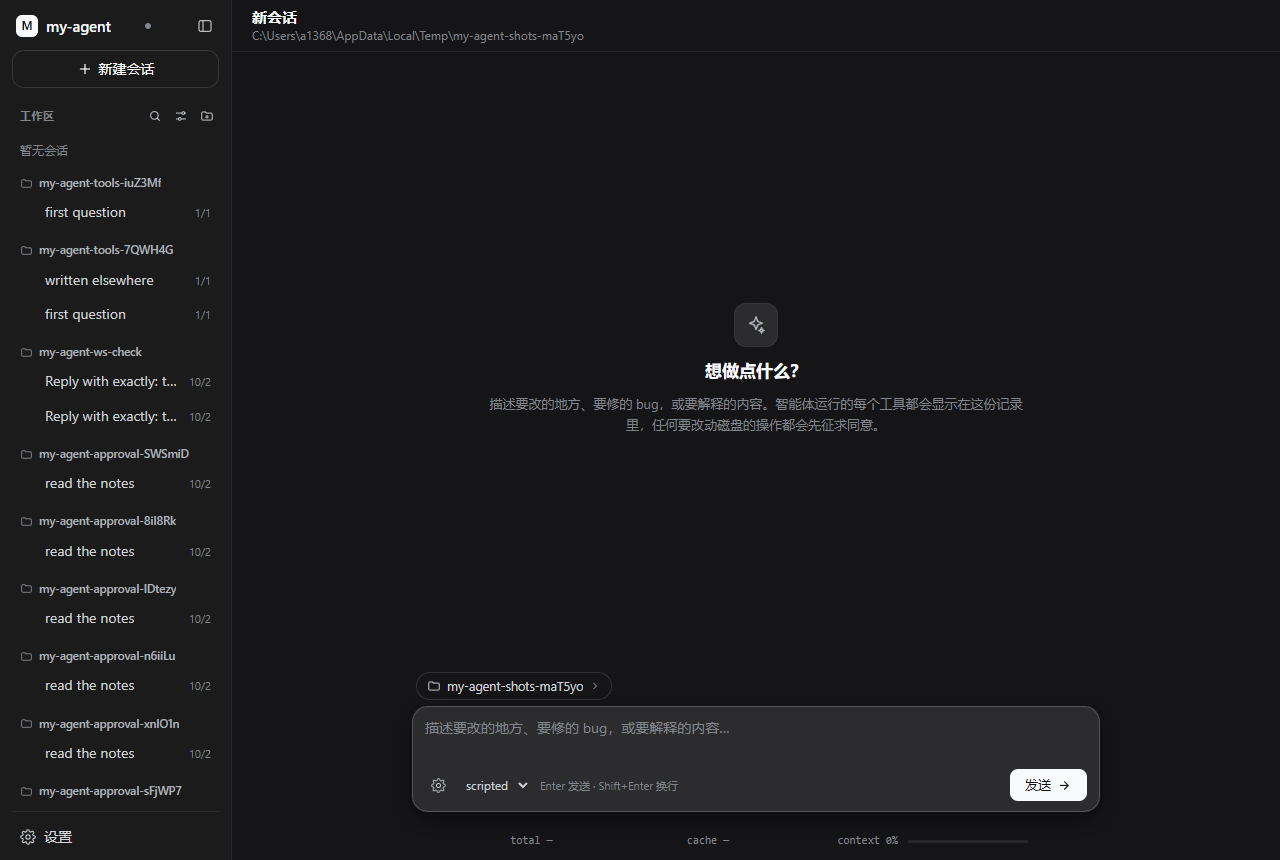 M my-agent
新建会话
工作区
暂无会话
my-agent-tools-iuZ3Mf
first question 1/1
my-agent-tools-7QWH4G
written elsewhere 1/1
first question 1/1
my-agent-ws-check
Reply with exactly: t... 10/2
Reply with exactly: t... 10/2
my-agent-approval-SWSmiD
read the notes 10/2
my-agent-approval-8iI8Rk
read the notes 10/2
my-agent-approval-IDtezy
read the notes 10/2
my-agent-approval-n6iiLu
read the notes 10/2
my-agent-approval-xnIO1n
read the notes 10/2
my-agent-approval-sFjWP7
设置
新会话
C:\Users\a1368\AppData\Local\Temp\my-agent-shots-maT5yo
想做点什么？
描述要改的地方、要修的 bug，或要解释的内容。智能体运行的每个工具都会显示在这份记录
里，任何要改动磁盘的操作都会先征求同意。
my-agent-shots-maT5yo
描述要改的地方、要修的 bug，或要解释的内容...
scripted Enter 发送 · Shift+Enter 换行 发送
total — cache — context 0%